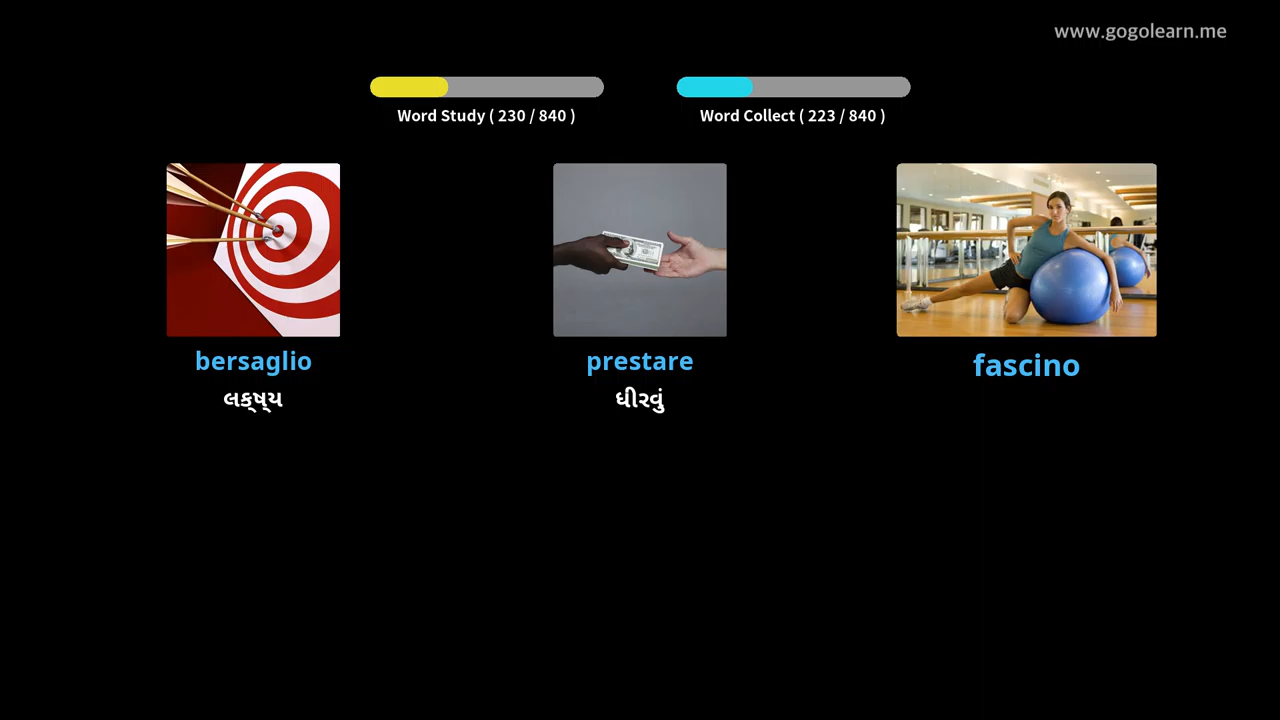 www.gogolearn.me
Word Study ( 230 / 840 )
Word Collect ( 223 / 840 )
bersaglio
prestare
fascino
લક્ષ્ય
ધીરવું